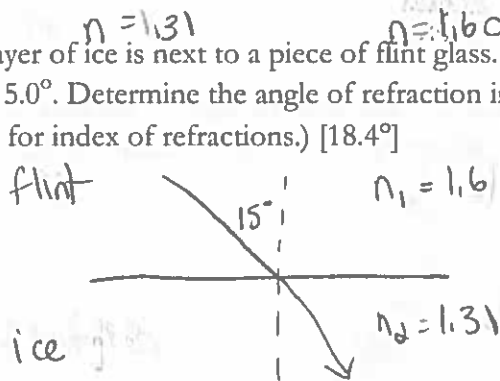 n = 1.31 n = 1.60
ayer of ice is next to a piece of flint glass.
5.0°. Determine the angle of refraction i
for index of refractions.) [18.4°]
flint n₁ = 1.6
15°
ice n₂ = 1.31